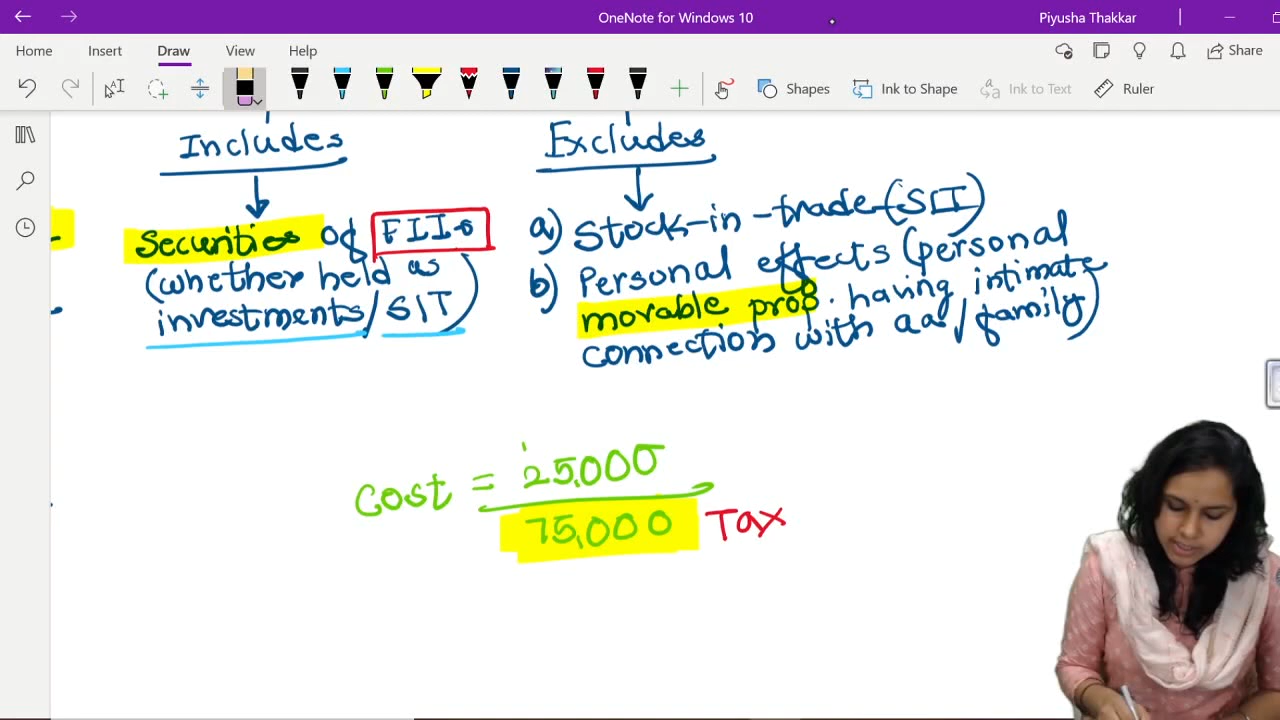 OneNote for Windows 10
Piyusha Thakkar
Home Insert Draw View Help
Share
Shapes Ink to Shape Ink to Text Ruler
Includes
Securities of FIIs
(whether held as
investments/SIT)
Excludes
a) Stock-in-trade (SIT)
b) Personal effects (personal
movable prop. having intimate
connection with aa/family)
cost = 25,000
75,000 Tax